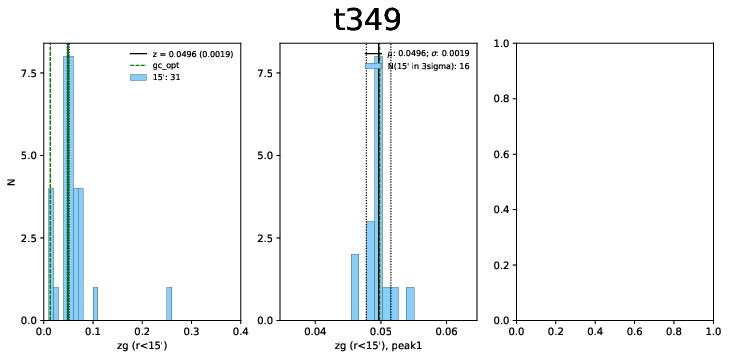 t349
z = 0.0496 (0.0019)
gc_opt
15': 31
N
7.5
5.0
2.5
0.0
0.0 0.1 0.2 0.3 0.4
zg (r<15')
μ: 0.0496; σ: 0.0019
N(15' in 3sigma): 16
7.5
5.0
2.5
0.0
0.04 0.05 0.06
zg (r<15'), peak1
1.0
0.8
0.6
0.4
0.2
0.0
0.0 0.2 0.4 0.6 0.8 1.0